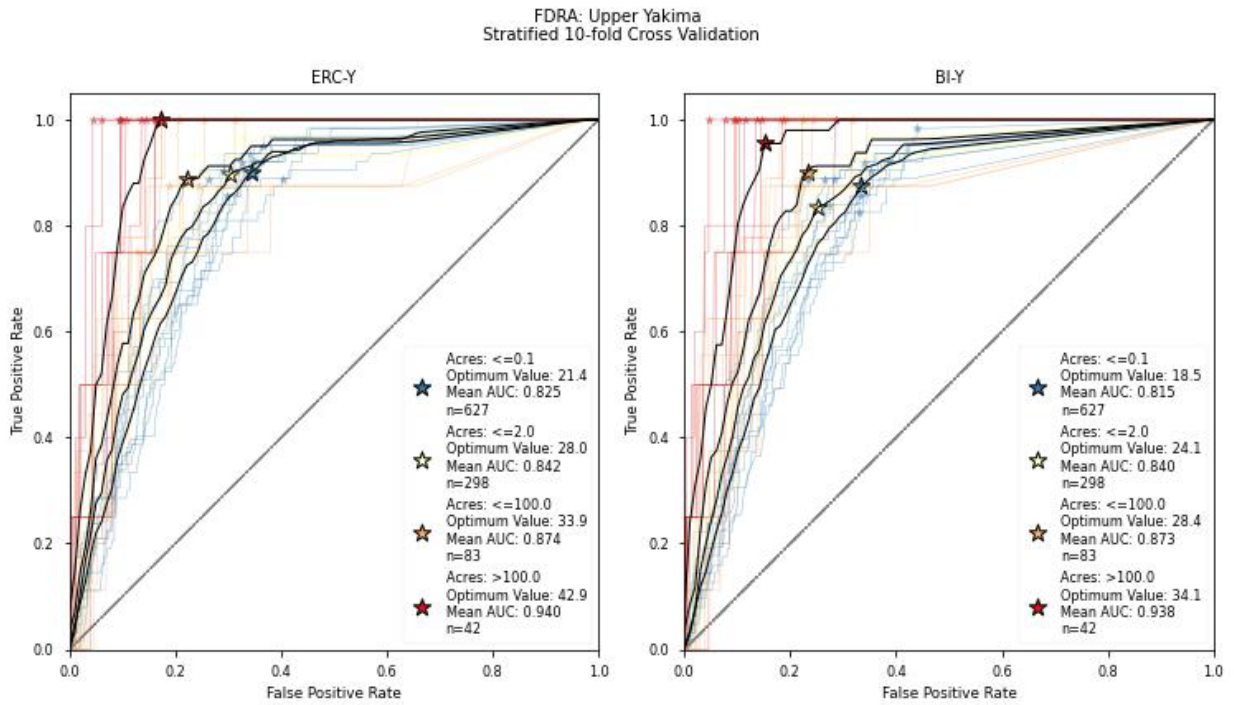 FDRA: Upper Yakima
Stratified 10-fold Cross Validation
ERC-Y
1.0
0.8
0.6
0.4
0.2
0.0
True Positive Rate
Acres: <=0.1
Optimum Value: 21.4
Mean AUC: 0.825
n=627
Acres: <=2.0
Optimum Value: 28.0
Mean AUC: 0.842
n=298
Acres: <=100.0
Optimum Value: 33.9
Mean AUC: 0.874
n=83
Acres: >100.0
Optimum Value: 42.9
Mean AUC: 0.940
n=42
0.0 0.2 0.4 0.6 0.8 1.0
False Positive Rate
BI-Y
1.0
0.8
0.6
0.4
0.2
0.0
True Positive Rate
Acres: <=0.1
Optimum Value: 18.5
Mean AUC: 0.815
n=627
Acres: <=2.0
Optimum Value: 24.1
Mean AUC: 0.840
n=298
Acres: <=100.0
Optimum Value: 28.4
Mean AUC: 0.873
n=83
Acres: >100.0
Optimum Value: 34.1
Mean AUC: 0.938
n=42
0.0 0.2 0.4 0.6 0.8 1.0
False Positive Rate